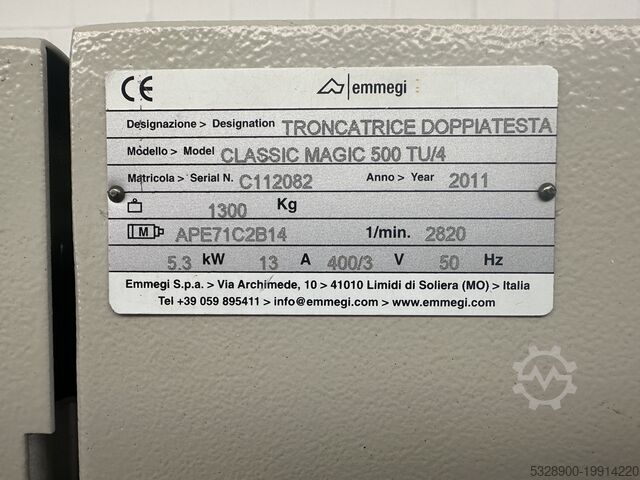 CE emmegi
Designazione > Designation TRONCATRICE DOPPIATESTA
Modello > Model CLASSIC MAGIC 500 TU/4
Matricola > Serial N. C112082 Anno > Year 2011
1300 Kg
M APE71C2B14 1/min. 2820
5.3 kW 13 A 400/3 V 50 Hz
Emmegi S.p.a. > Via Archimede, 10 > 41010 Limidi di Soliera (MO) > Italia
Tel +39 059 895411 > info@emmegi.com > www.emmegi.com
5328900-19914220